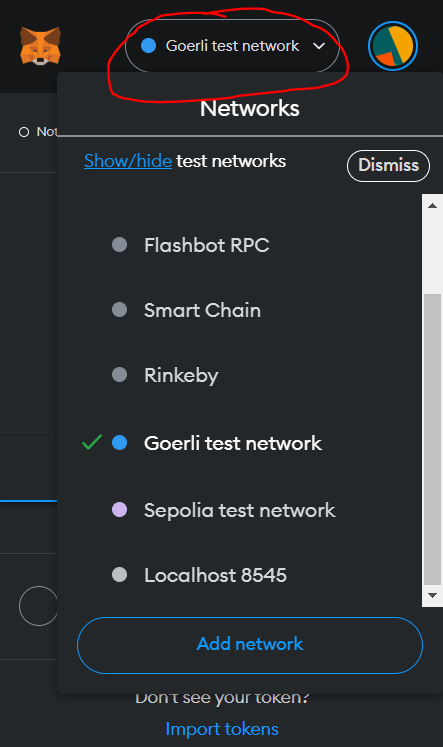 Goerli test network
Networks
Not
Show/hide test networks
Dismiss
Flashbot RPC
Smart Chain
Rinkeby
Goerli test network
Sepolia test network
Localhost 8545
Add network
Don't see your token?
Import tokens